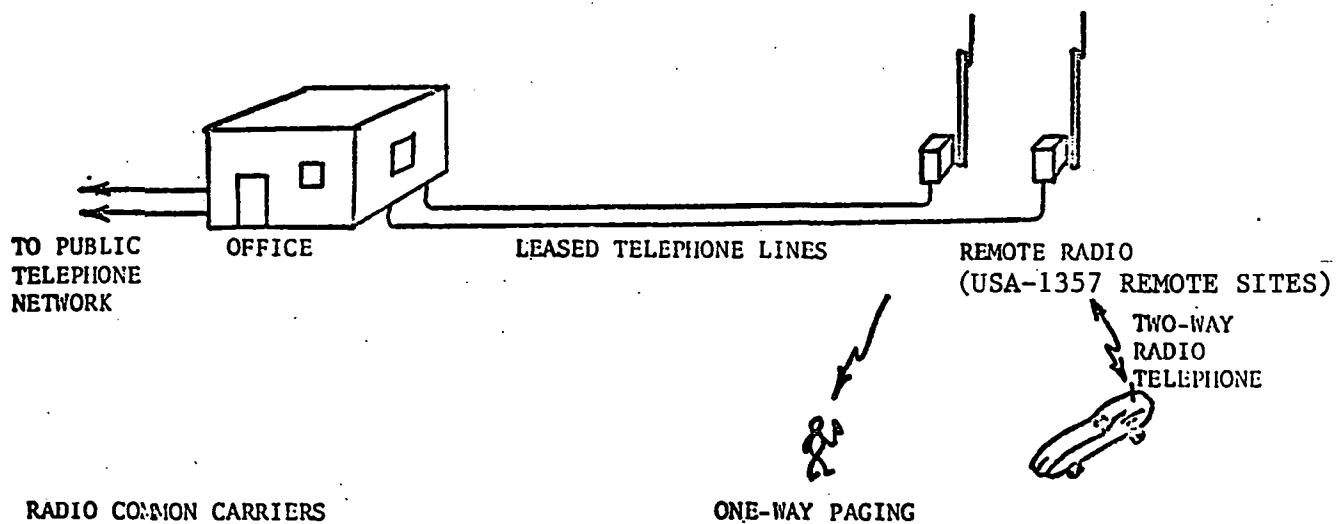 TO PUBLIC
TELEPHONE
NETWORK
OFFICE
LEASED TELEPHONE LINES
REMOTE RADIO
(USA-1357 REMOTE SITES)
TWO-WAY
RADIO
TELEPHONE
RADIO COMMON CARRIERS
ONE-WAY PAGING